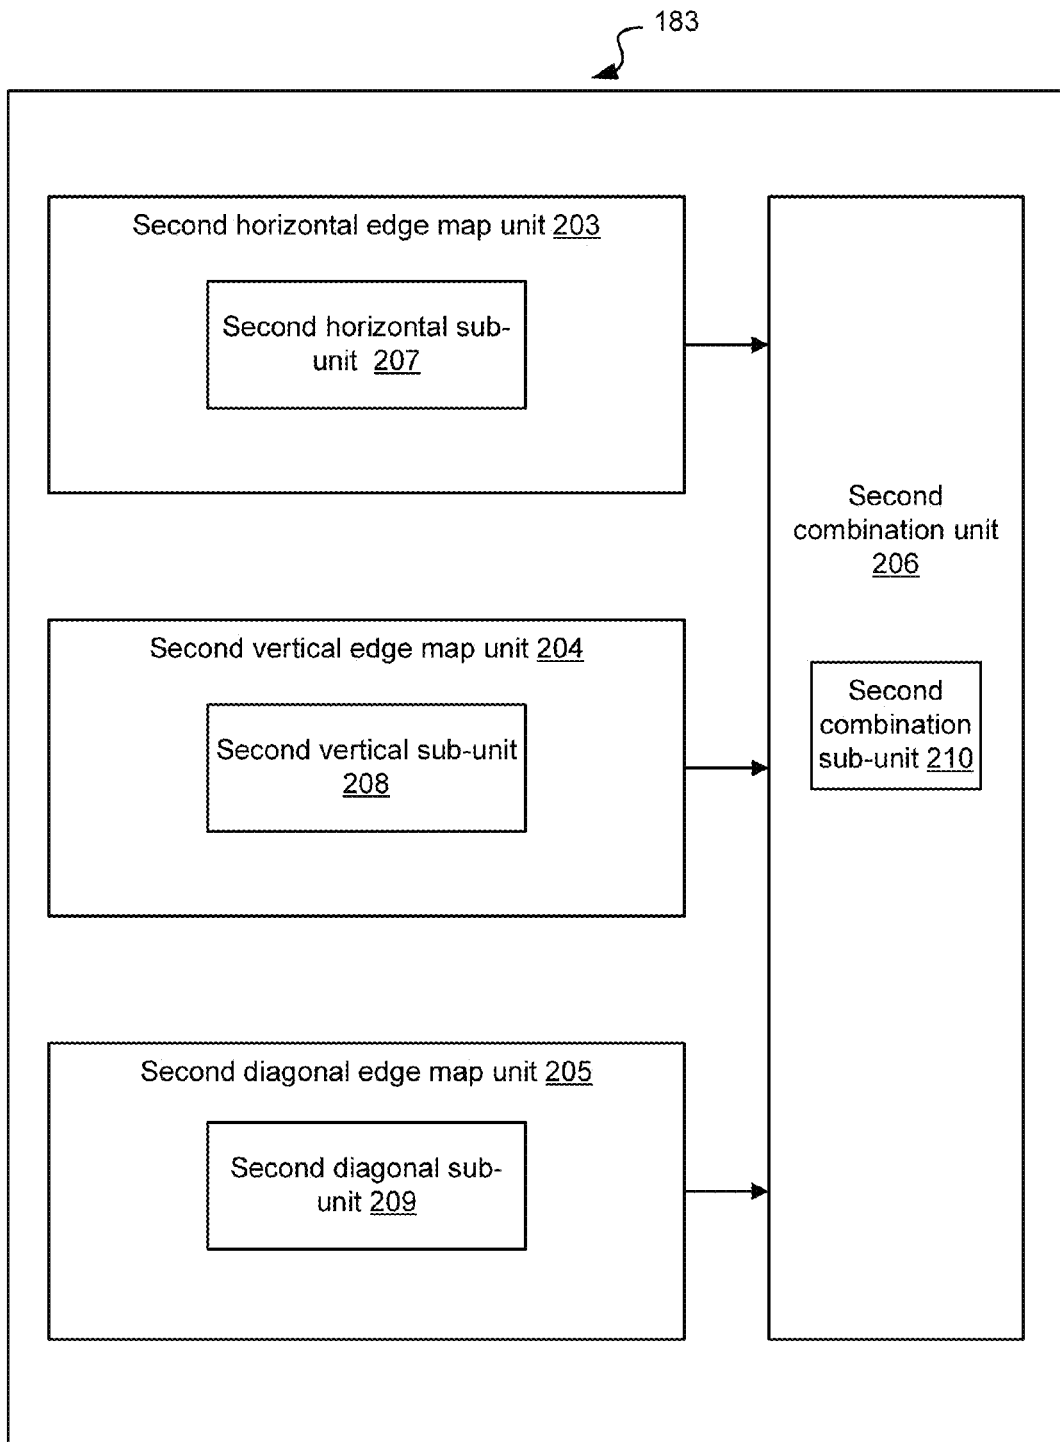 183
Second horizontal edge map unit 203
Second horizontal sub-
unit 207
Second
combination unit
206
Second vertical edge map unit 204
Second vertical sub-unit
208
Second
combination
sub-unit 210
Second diagonal edge map unit 205
Second diagonal sub-
unit 209